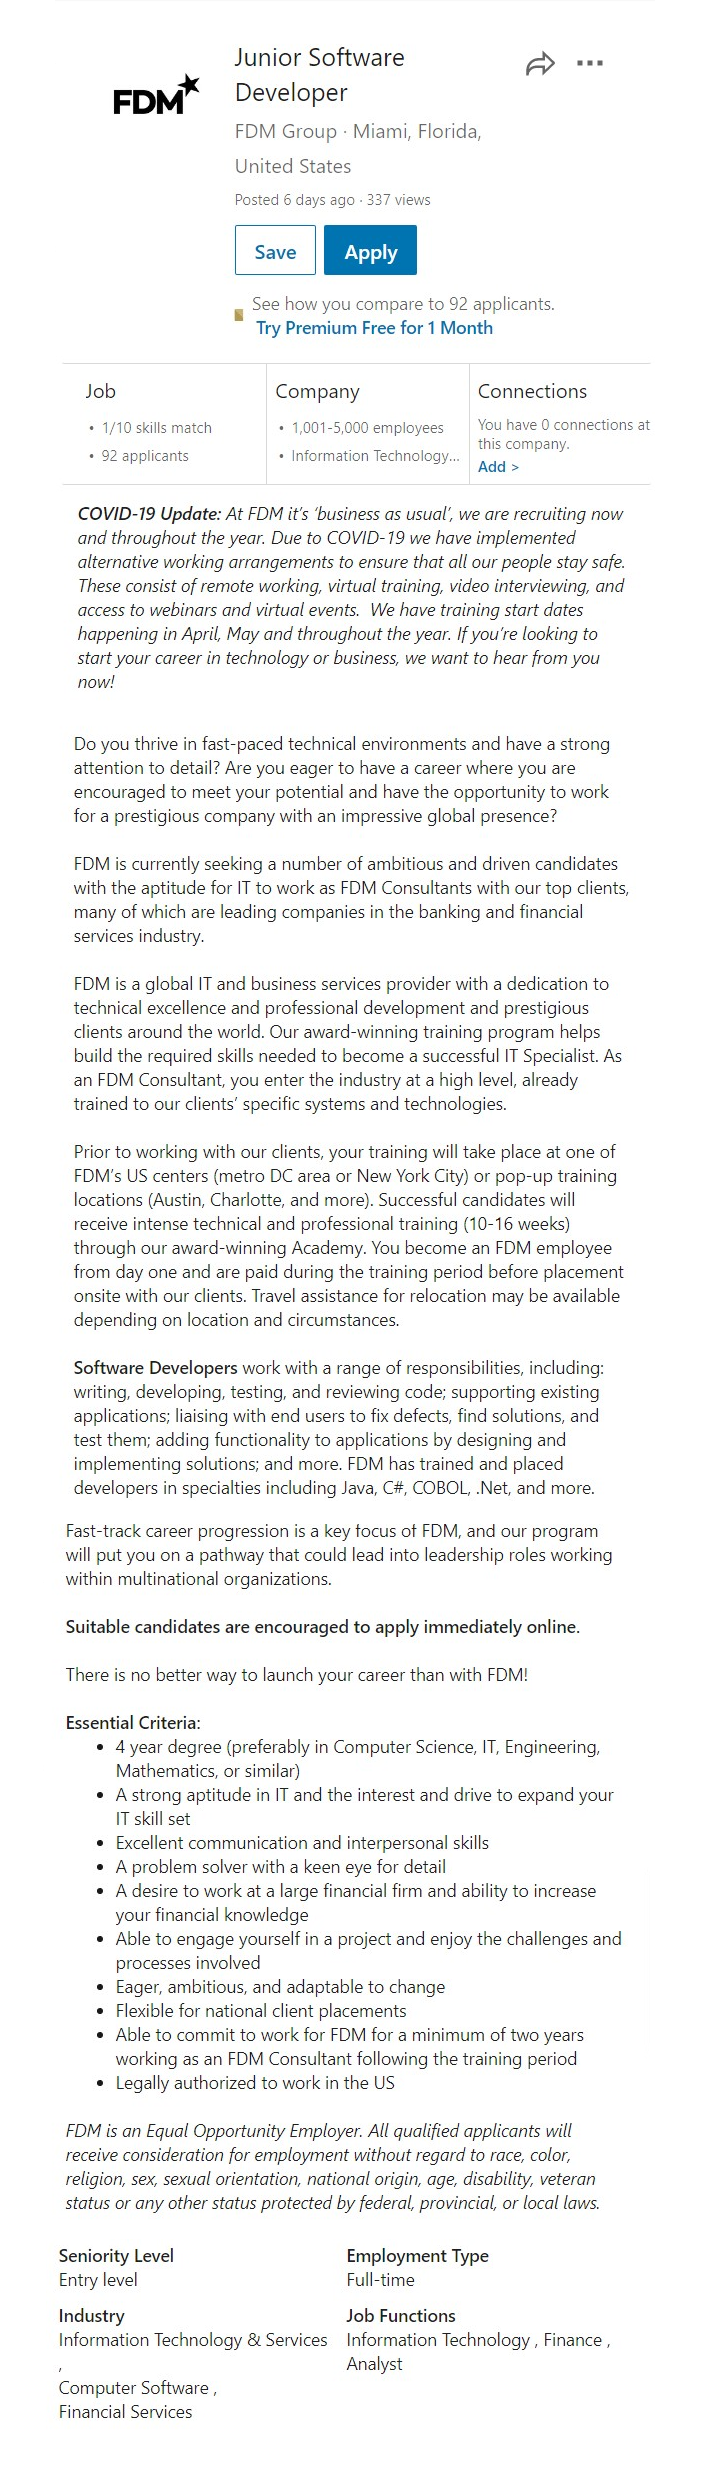 FDM
Junior Software
Developer
FDM Group · Miami, Florida,
United States
Posted 6 days ago · 337 views
Save
Apply
See how you compare to 92 applicants.
Try Premium Free for 1 Month
Job
• 1/10 skills match
• 92 applicants
Company
• 1,001-5,000 employees
• Information Technology...
Connections
You have 0 connections at
this company.
Add >
COVID-19 Update: At FDM it's 'business as usual', we are recruiting now
and throughout the year. Due to COVID-19 we have implemented
alternative working arrangements to ensure that all our people stay safe.
These consist of remote working, virtual training, video interviewing, and
access to webinars and virtual events.  We have training start dates
happening in April, May and throughout the year. If you're looking to
start your career in technology or business, we want to hear from you
now!
Do you thrive in fast-paced technical environments and have a strong
attention to detail? Are you eager to have a career where you are
encouraged to meet your potential and have the opportunity to work
for a prestigious company with an impressive global presence?
FDM is currently seeking a number of ambitious and driven candidates
with the aptitude for IT to work as FDM Consultants with our top clients,
many of which are leading companies in the banking and financial
services industry.
FDM is a global IT and business services provider with a dedication to
technical excellence and professional development and prestigious
clients around the world. Our award-winning training program helps
build the required skills needed to become a successful IT Specialist. As
an FDM Consultant, you enter the industry at a high level, already
trained to our clients' specific systems and technologies.
Prior to working with our clients, your training will take place at one of
FDM's US centers (metro DC area or New York City) or pop-up training
locations (Austin, Charlotte, and more). Successful candidates will
receive intense technical and professional training (10-16 weeks)
through our award-winning Academy. You become an FDM employee
from day one and are paid during the training period before placement
onsite with our clients. Travel assistance for relocation may be available
depending on location and circumstances.
Software Developers work with a range of responsibilities, including:
writing, developing, testing, and reviewing code; supporting existing
applications; liaising with end users to fix defects, find solutions, and
test them; adding functionality to applications by designing and
implementing solutions; and more. FDM has trained and placed
developers in specialties including Java, C#, COBOL, .Net, and more.
Fast-track career progression is a key focus of FDM, and our program
will put you on a pathway that could lead into leadership roles working
within multinational organizations.
Suitable candidates are encouraged to apply immediately online.
There is no better way to launch your career than with FDM!
Essential Criteria:
• 4 year degree (preferably in Computer Science, IT, Engineering,
Mathematics, or similar)
• A strong aptitude in IT and the interest and drive to expand your
IT skill set
• Excellent communication and interpersonal skills
• A problem solver with a keen eye for detail
• A desire to work at a large financial firm and ability to increase
your financial knowledge
• Able to engage yourself in a project and enjoy the challenges and
processes involved
• Eager, ambitious, and adaptable to change
• Flexible for national client placements
• Able to commit to work for FDM for a minimum of two years
working as an FDM Consultant following the training period
• Legally authorized to work in the US
FDM is an Equal Opportunity Employer. All qualified applicants will
receive consideration for employment without regard to race, color,
religion, sex, sexual orientation, national origin, age, disability, veteran
status or any other status protected by federal, provincial, or local laws.
Seniority Level
Entry level
Employment Type
Full-time
Industry
Information Technology & Services
,
Computer Software ,
Financial Services
Job Functions
Information Technology , Finance ,
Analyst